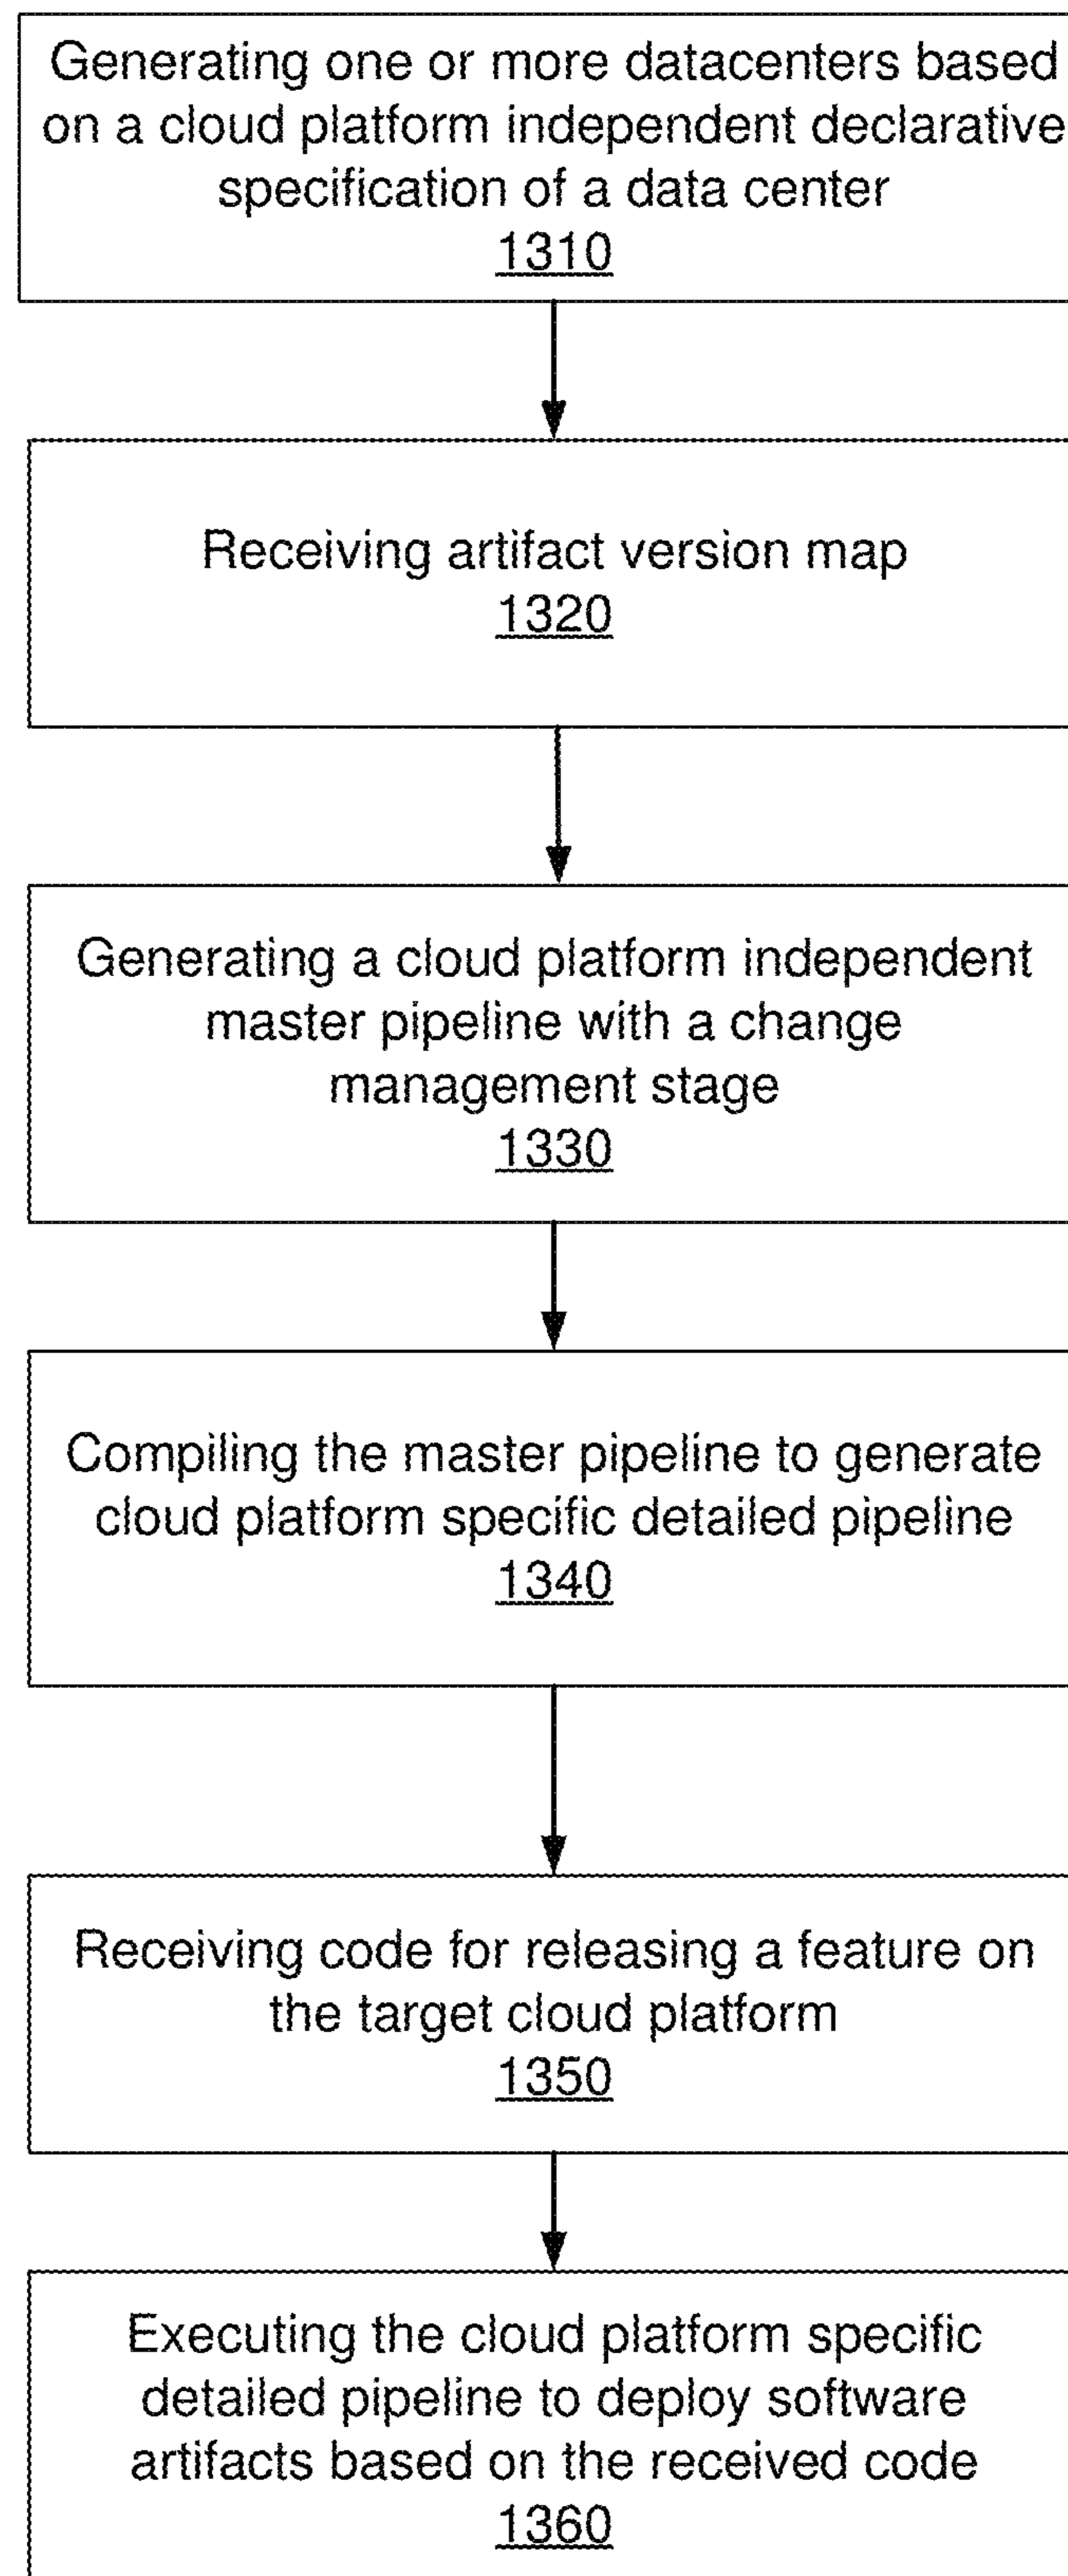 Generating one or more datacenters based
on a cloud platform independent declarative
specification of a data center
1310
Receiving artifact version map
1320
Generating a cloud platform independent
master pipeline with a change
management stage
1330
Compiling the master pipeline to generate
cloud platform specific detailed pipeline
1340
Receiving code for releasing a feature on
the target cloud platform
1350
Executing the cloud platform specific
detailed pipeline to deploy software
artifacts based on the received code
1360